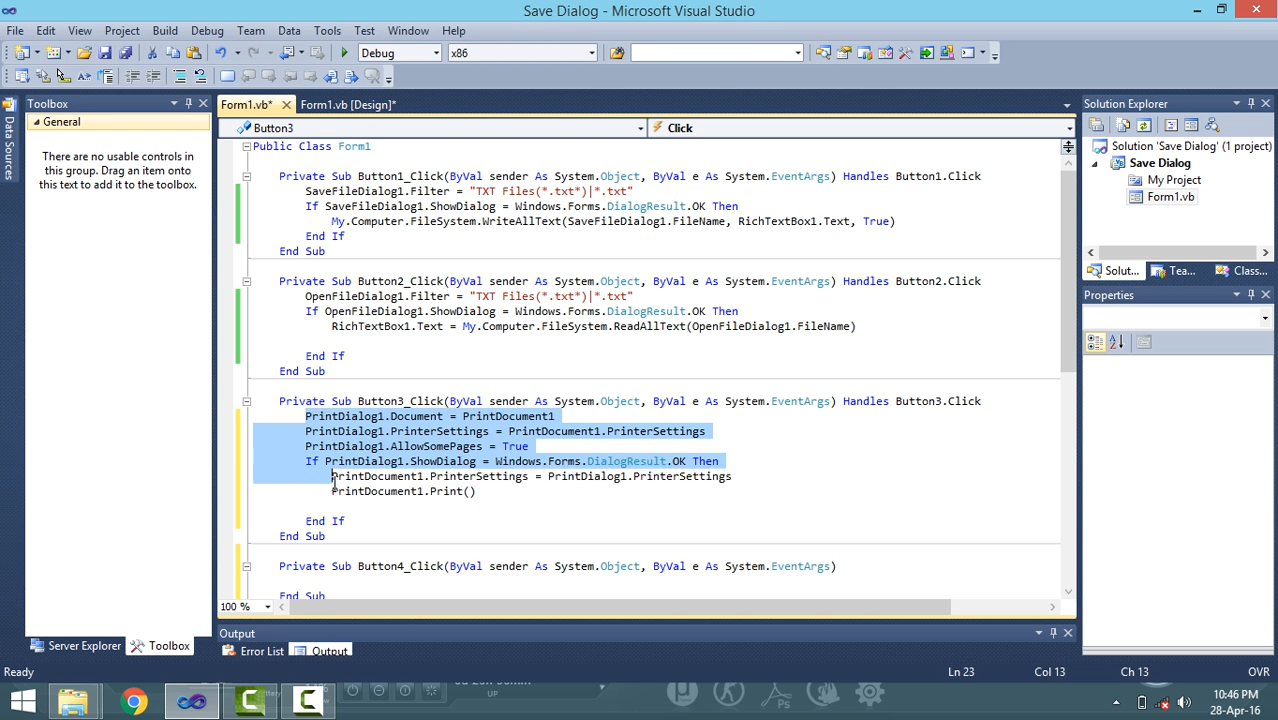 Save Dialog - Microsoft Visual Studio
File Edit View Project Build Debug Team Data Tools Test Window Help
Debug x86
Toolbox
Form1.vb* Form1.vb [Design]*
Solution Explorer
Data Sources
General
There are no usable controls in
this group. Drag an item onto
this text to add it to the toolbox.
Button3 Click
Public Class Form1
Private Sub Button1_Click(ByVal sender As System.Object, ByVal e As System.EventArgs) Handles Button1.Click
SaveFileDialog1.Filter = "TXT Files(*.txt*)|*.txt"
If SaveFileDialog1.ShowDialog = Windows.Forms.DialogResult.OK Then
My.Computer.FileSystem.WriteAllText(SaveFileDialog1.FileName, RichTextBox1.Text, True)
End If
End Sub
Private Sub Button2_Click(ByVal sender As System.Object, ByVal e As System.EventArgs) Handles Button2.Click
OpenFileDialog1.Filter = "TXT Files(*.txt*)|*.txt"
If OpenFileDialog1.ShowDialog = Windows.Forms.DialogResult.OK Then
RichTextBox1.Text = My.Computer.FileSystem.ReadAllText(OpenFileDialog1.FileName)
End If
End Sub
Private Sub Button3_Click(ByVal sender As System.Object, ByVal e As System.EventArgs) Handles Button3.Click
PrintDialog1.Document = PrintDocument1
PrintDialog1.PrinterSettings = PrintDocument1.PrinterSettings
PrintDialog1.AllowSomePages = True
If PrintDialog1.ShowDialog = Windows.Forms.DialogResult.OK Then
PrintDocument1.PrinterSettings = PrintDialog1.PrinterSettings
PrintDocument1.Print()
End If
End Sub
Private Sub Button4_Click(ByVal sender As System.Object, ByVal e As System.EventArgs)
End Sub
100 %
Solution 'Save Dialog' (1 project)
Save Dialog
My Project
Form1.vb
Solut... Tea... Class...
Properties
Output
Server Explorer Toolbox
Error List Output
Ready Ln 23 Col 13 Ch 13 OVR
UP
Ps
10:46 PM
28-Apr-16